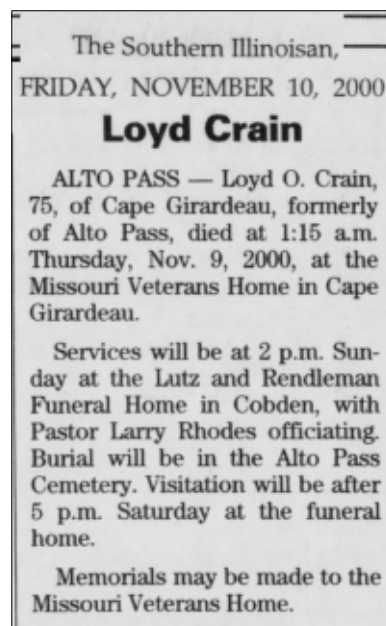 The Southern Illinoisan,
FRIDAY, NOVEMBER 10, 2000
Loyd Crain
ALTO PASS — Loyd O. Crain,
75, of Cape Girardeau, formerly
of Alto Pass, died at 1:15 a.m.
Thursday, Nov. 9, 2000, at the
Missouri Veterans Home in Cape
Girardeau.
Services will be at 2 p.m. Sun-
day at the Lutz and Rendleman
Funeral Home in Cobden, with
Pastor Larry Rhodes officiating.
Burial will be in the Alto Pass
Cemetery. Visitation will be after
5 p.m. Saturday at the funeral
home.
Memorials may be made to the
Missouri Veterans Home.